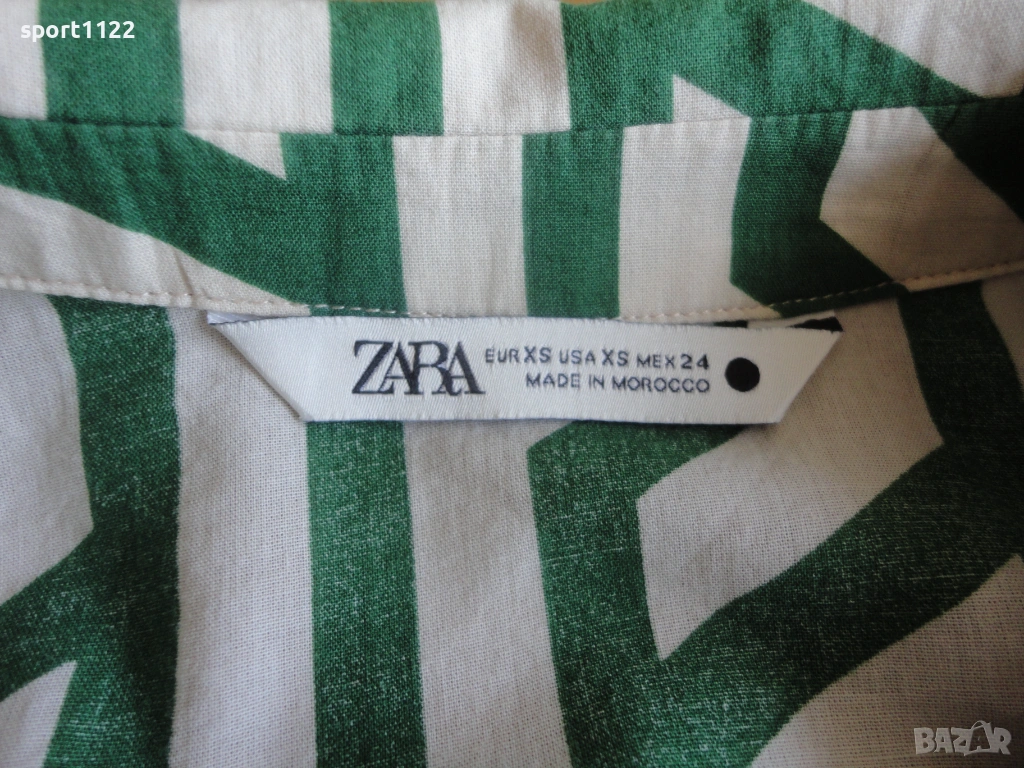 sport1122
ZARA
EUR XS USA XS MEX 24
MADE IN MOROCCO
BAZAR